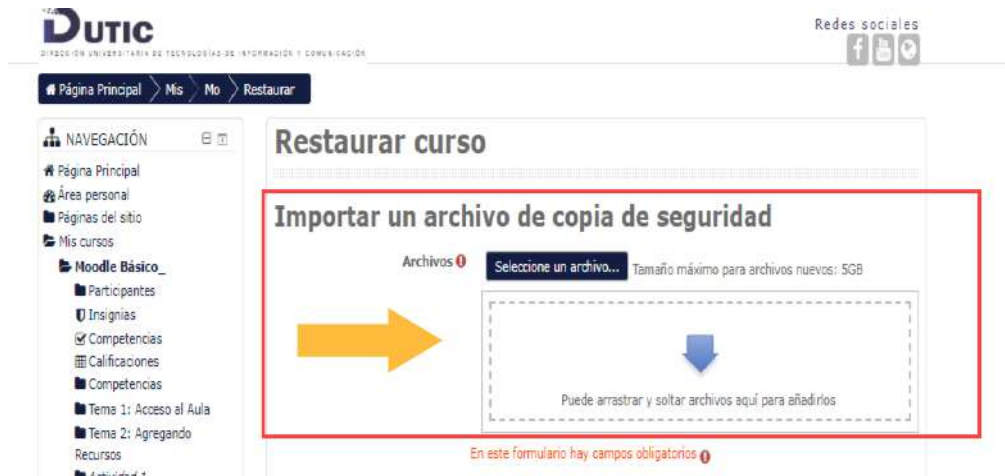 DUTIC
DIRECCIÓN UNIVERSITARIA DE TECNOLOGÍAS DE INFORMACIÓN Y COMUNICACIÓN
Redes sociales
Página Principal Mis Mo Restaurar
NAVEGACIÓN
Página Principal
Área personal
Páginas del sitio
Mis cursos
Moodle Básico_
Participantes
Insignias
Competencias
Calificaciones
Competencias
Tema 1: Acceso al Aula
Tema 2: Agregando
Recursos
Actividad 1
Restaurar curso
Importar un archivo de copia de seguridad
Archivos
Seleccione un archivo... Tamaño máximo para archivos nuevos: 5GB
Puede arrastrar y soltar archivos aquí para añadirlos
En este formulario hay campos obligatorios